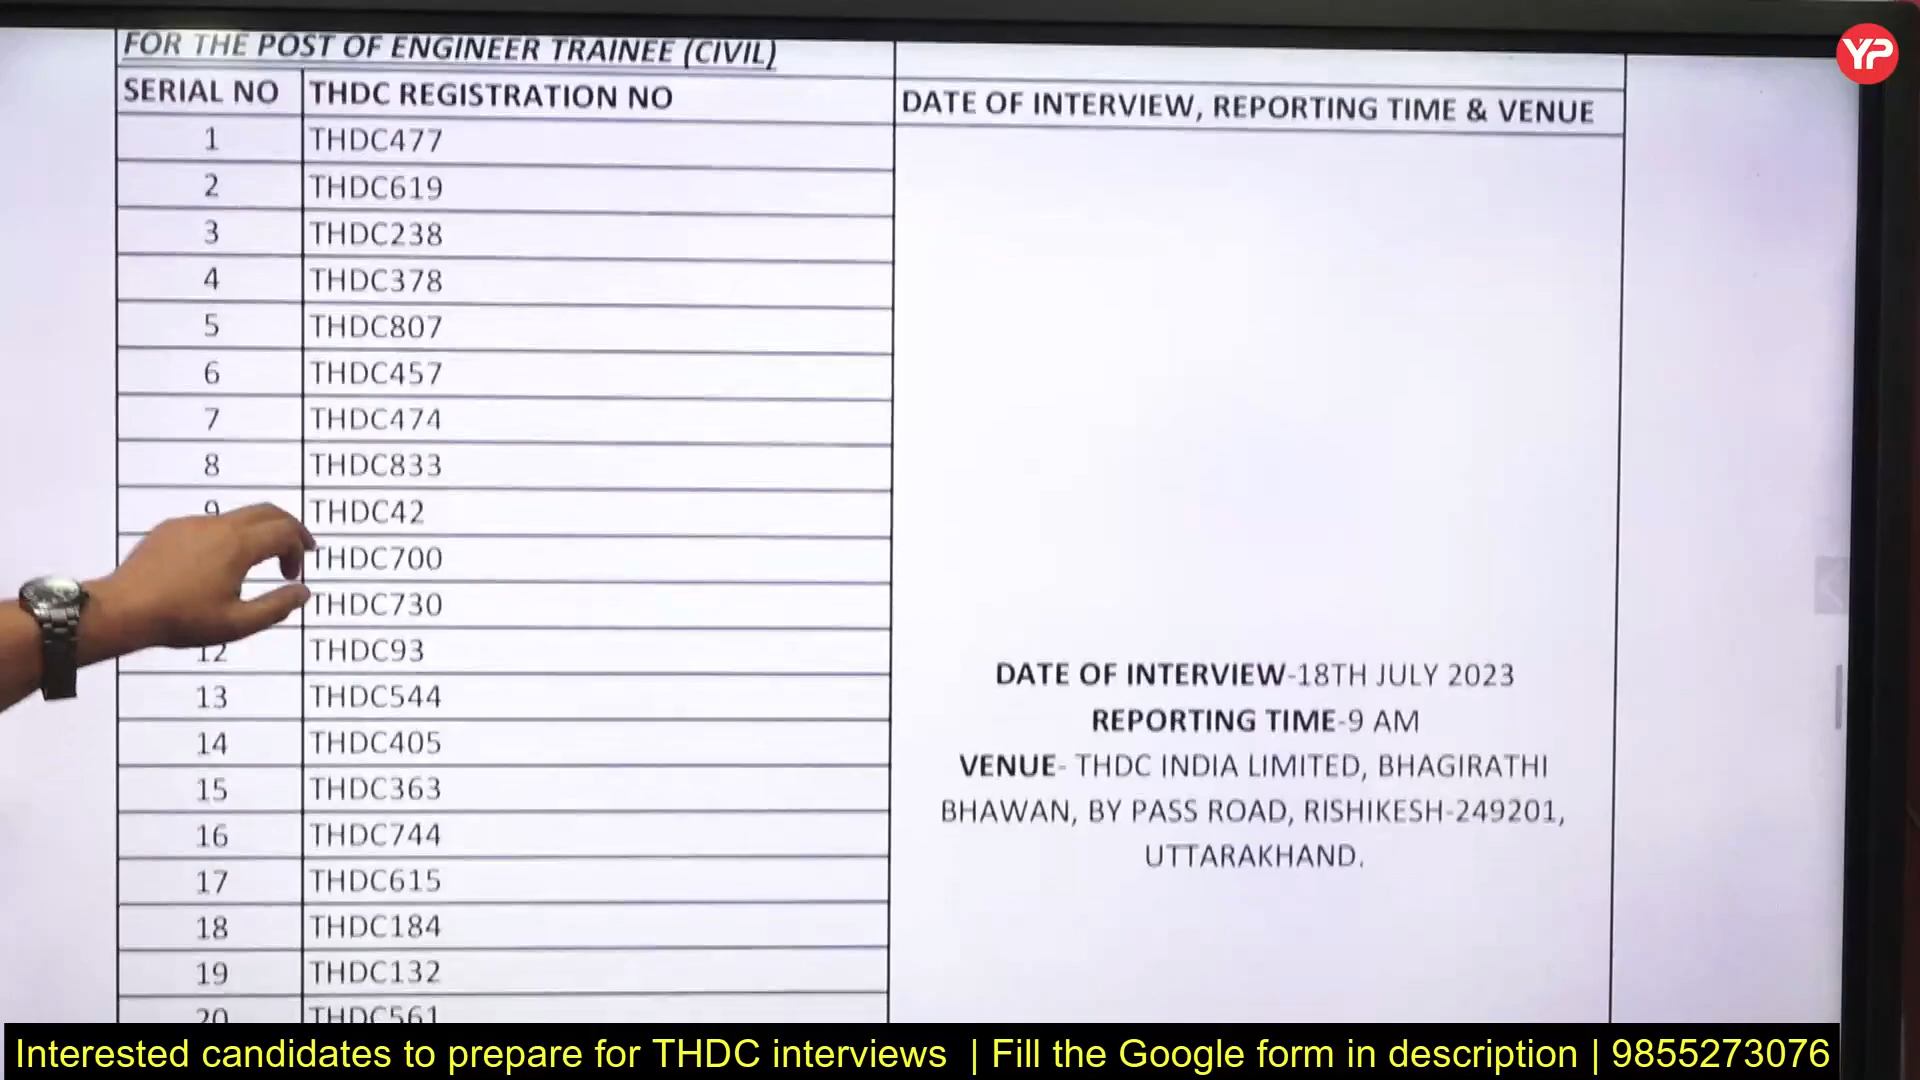 YP
FOR THE POST OF ENGINEER TRAINEE (CIVIL)
SERIAL NO THDC REGISTRATION NO DATE OF INTERVIEW, REPORTING TIME & VENUE
1 THDC477
2 THDC619
3 THDC238
4 THDC378
5 THDC807
6 THDC457
7 THDC474
8 THDC833
9 THDC42
THDC700
THDC730
12 THDC93
13 THDC544
14 THDC405
15 THDC363
16 THDC744
17 THDC615
18 THDC184
19 THDC132
20 THDC561
DATE OF INTERVIEW-18TH JULY 2023
REPORTING TIME-9 AM
VENUE- THDC INDIA LIMITED, BHAGIRATHI
BHAWAN, BY PASS ROAD, RISHIKESH-249201,
UTTARAKHAND.
Interested candidates to prepare for THDC interviews | Fill the Google form in description | 9855273076